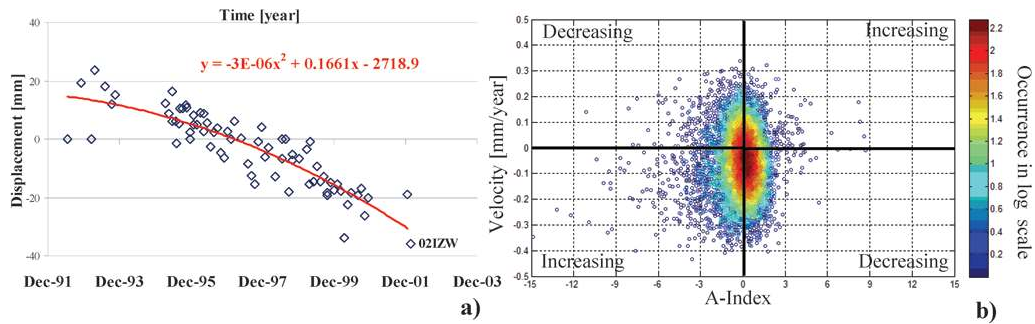 Time [year]
40
20
0
-20
-40
Displacement [mm]
y = -3E-06x² + 0.1661x - 2718.9
02IZW
Dec-91 Dec-93 Dec-95 Dec-97 Dec-99 Dec-01 Dec-03
a)
0.5
0.4
0.3
0.2
0.1
0
-0.1
-0.2
-0.3
-0.4
-0.5
Velocity [mm/year]
Decreasing
Increasing
Increasing
Decreasing
-15 -12 -9 -6 -3 0 3 6 9 12 15
A-Index
2.2
2
1.8
1.6
1.4
1.2
1
0.8
0.6
0.4
0.2
Occurrence in log scale
b)